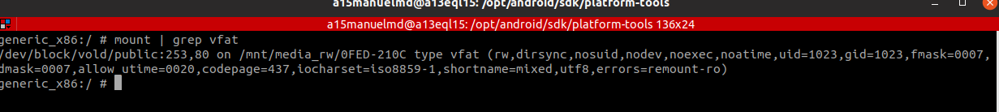 a15manuelmd@a13eql15: /opt/android/sdk/platform-tools
a15manuelmd@a13eql15: /opt/android/sdk/platform-tools 136x24
generic_x86:/ # mount | grep vfat
/dev/block/vold/public:253,80 on /mnt/media_rw/0FED-210C type vfat (rw,dirsync,nosuid,nodev,noexec,noatime,uid=1023,gid=1023,fmask=0007,
dmask=0007,allow_utime=0020,codepage=437,iocharset=iso8859-1,shortname=mixed,utf8,errors=remount-ro)
generic_x86:/ #